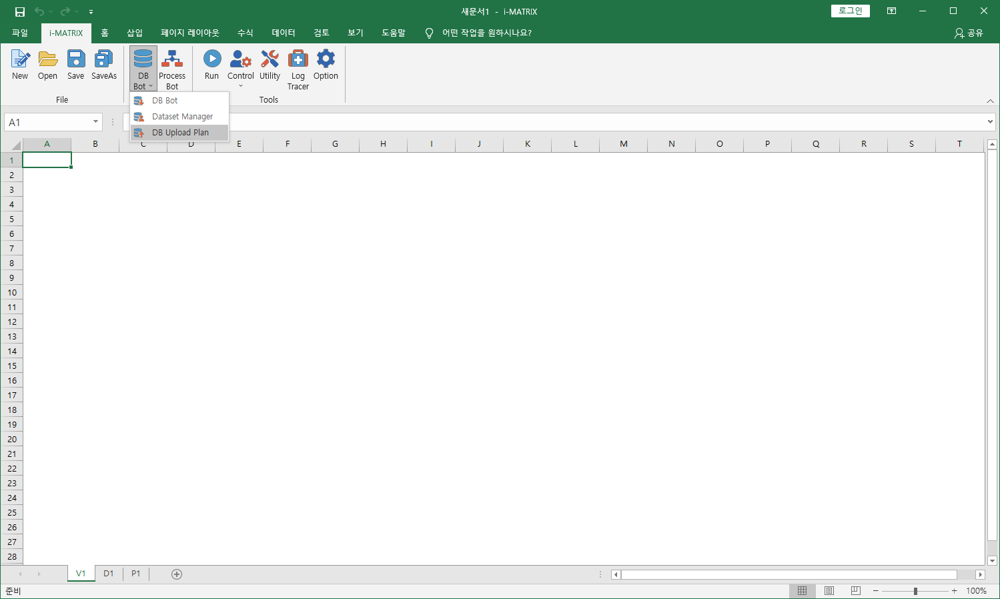 새문서1 - i-MATRIX
로그인
파일 i-MATRIX 홈 삽입 페이지 레이아웃 수식 데이터 검토 보기 도움말 어떤 작업을 원하시나요? 공유
New Open Save SaveAs
File
DB Bot
Process Bot
Run Control Utility Log Tracer Option
Tools
DB Bot
Dataset Manager
DB Upload Plan
A1
A B C D E F G H I J K L M N O P Q R S T
1
2
3
4
5
6
7
8
9
10
11
12
13
14
15
16
17
18
19
20
21
22
23
24
25
26
27
28
V1 D1 P1
준비
100%